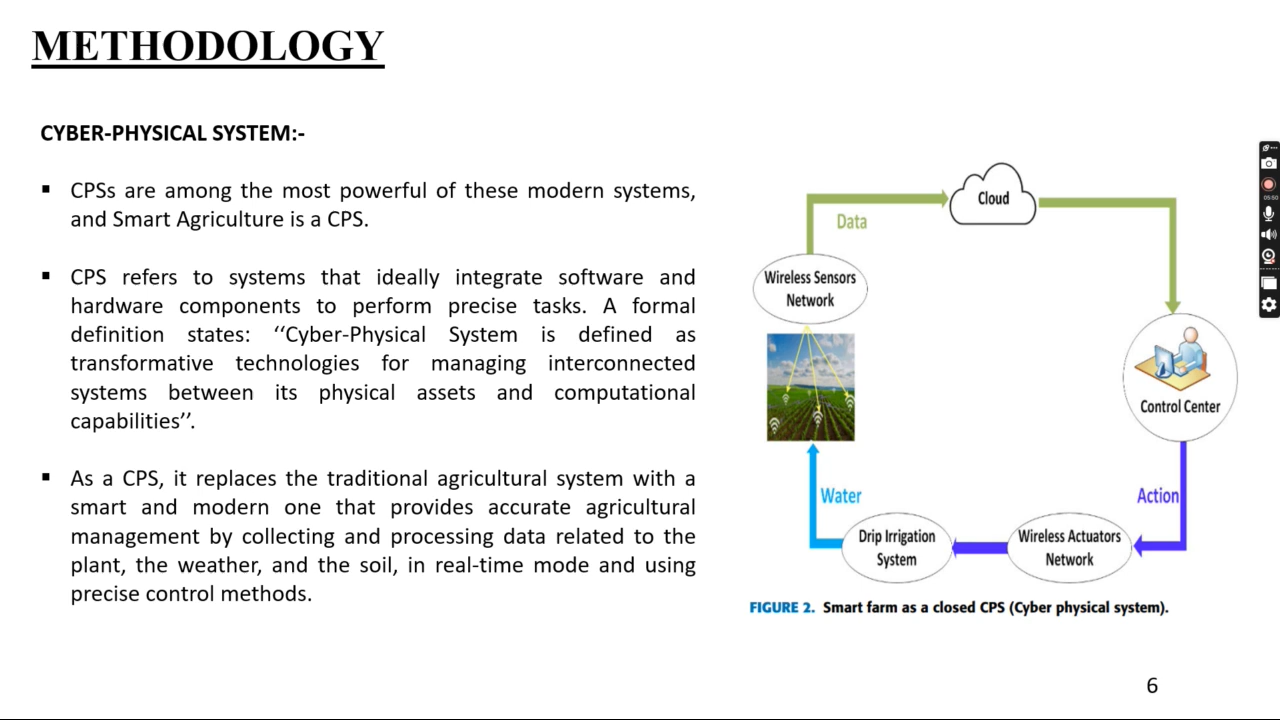 METHODOLOGY
CYBER-PHYSICAL SYSTEM:-
▪ CPSs are among the most powerful of these modern systems,
and Smart Agriculture is a CPS.
▪ CPS refers to systems that ideally integrate software and
hardware components to perform precise tasks. A formal
definition states: ‘‘Cyber-Physical System is defined as
transformative technologies for managing interconnected
systems between its physical assets and computational
capabilities’’.
▪ As a CPS, it replaces the traditional agricultural system with a
smart and modern one that provides accurate agricultural
management by collecting and processing data related to the
plant, the weather, and the soil, in real-time mode and using
precise control methods.
Cloud
Data
Wireless Sensors
Network
Control Center
Water
Action
Drip Irrigation
System
Wireless Actuators
Network
FIGURE 2. Smart farm as a closed CPS (Cyber physical system).
6
05:50